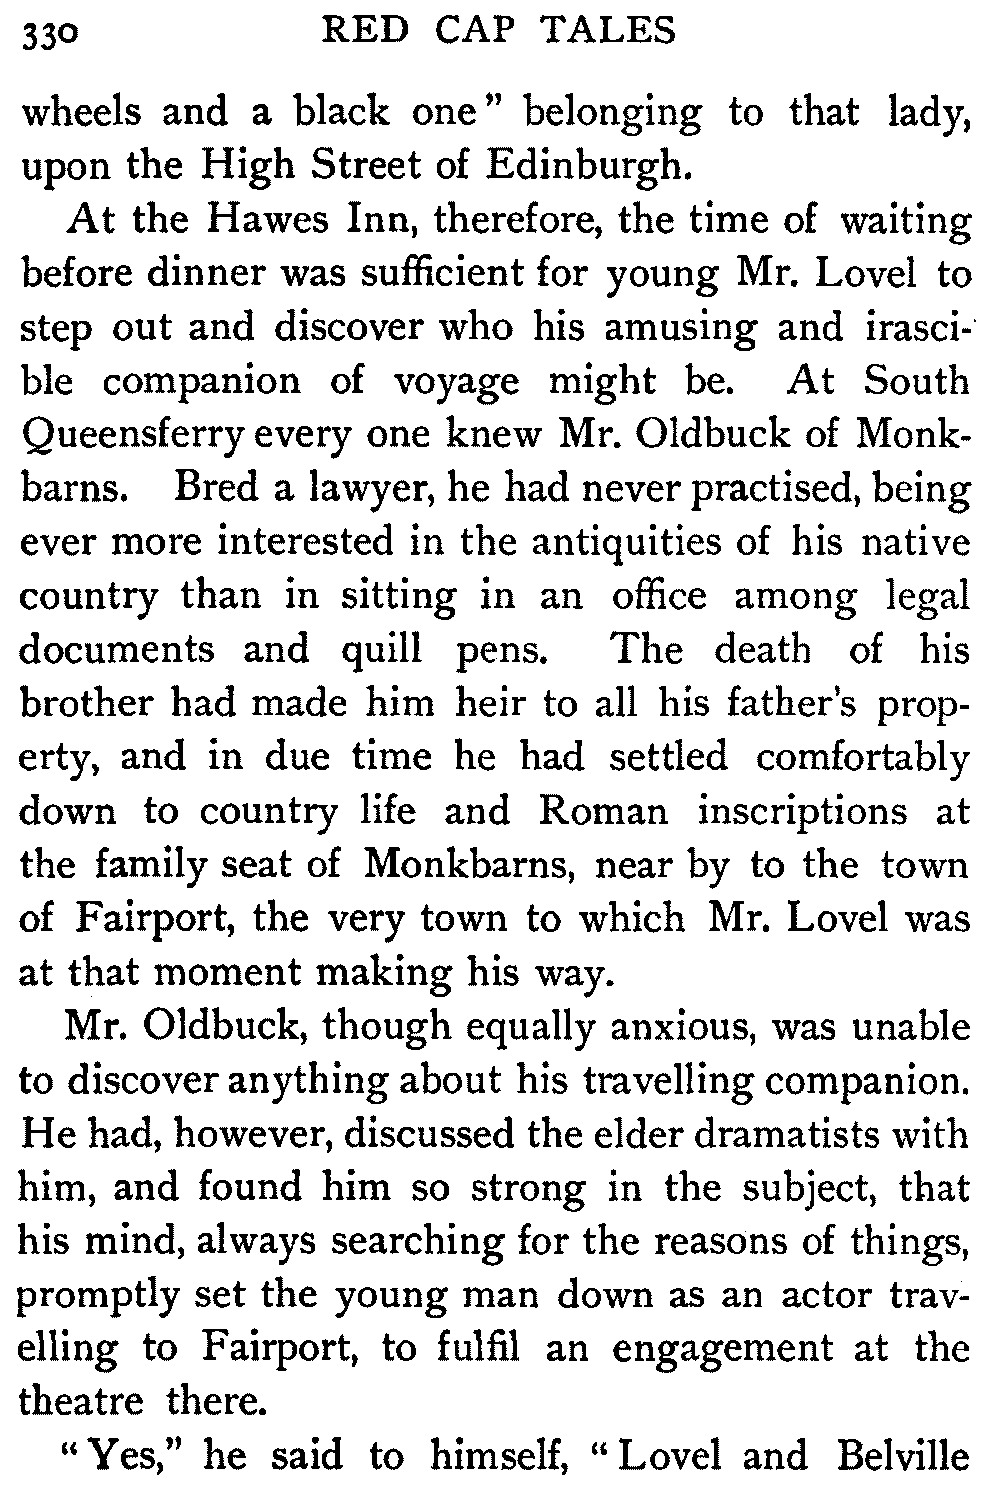 330 RED CAP TALES
wheels and a black one" belonging to that lady,
upon the High Street of Edinburgh.
At the Hawes Inn, therefore, the time of waiting
before dinner was sufficient for young Mr. Lovel to
step out and discover who his amusing and irasci-
ble companion of voyage might be. At South
Queensferry every one knew Mr. Oldbuck of Monk-
barns. Bred a lawyer, he had never practised, being
ever more interested in the antiquities of his native
country than in sitting in an office among legal
documents and quill pens. The death of his
brother had made him heir to all his father's prop-
erty, and in due time he had settled comfortably
down to country life and Roman inscriptions at
the family seat of Monkbarns, near by to the town
of Fairport, the very town to which Mr. Lovel was
at that moment making his way.
Mr. Oldbuck, though equally anxious, was unable
to discover anything about his travelling companion.
He had, however, discussed the elder dramatists with
him, and found him so strong in the subject, that
his mind, always searching for the reasons of things,
promptly set the young man down as an actor trav-
elling to Fairport, to fulfil an engagement at the
theatre there.
"Yes," he said to himself, "Lovel and Belville